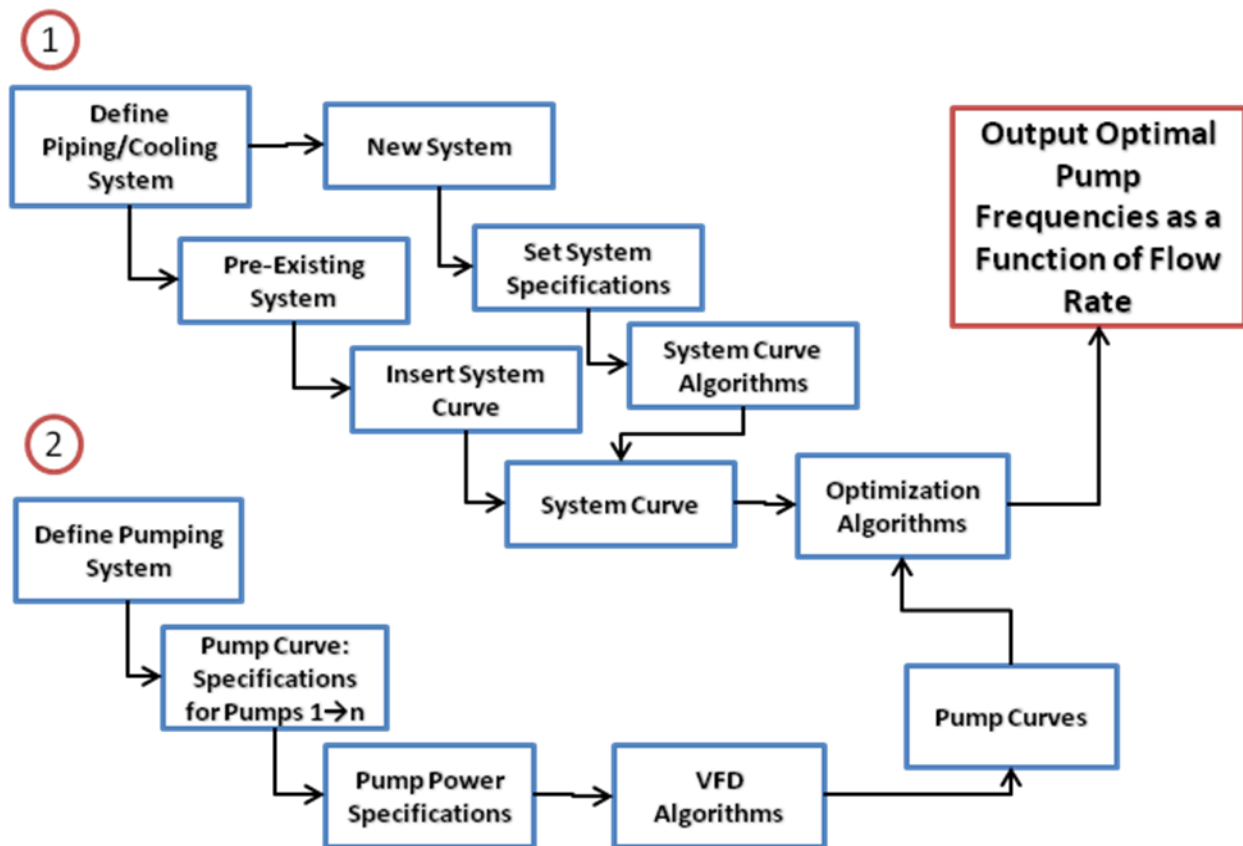 1
Define
Piping/Cooling
System
New System
Pre-Existing
System
Set System
Specifications
Insert System
Curve
System Curve
Algorithms
System Curve
Optimization
Algorithms
Output Optimal
Pump
Frequencies as a
Function of Flow
Rate
2
Define Pumping
System
Pump Curve:
Specifications
for Pumps 1→n
Pump Power
Specifications
VFD
Algorithms
Pump Curves